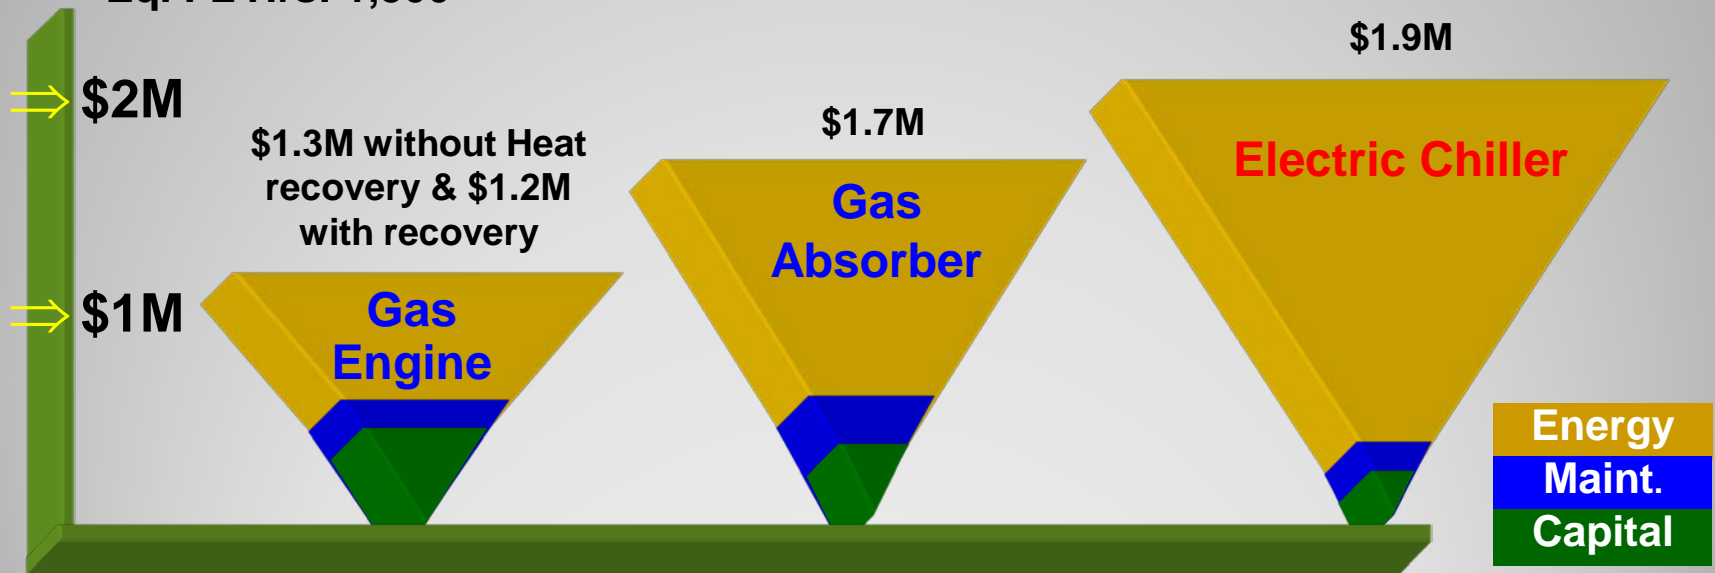 $2M
$1M
$1.3M without Heat
recovery & $1.2M
with recovery
Gas
Engine
$1.7M
Gas
Absorber
$1.9M
Electric Chiller
Energy
Maint.
Capital